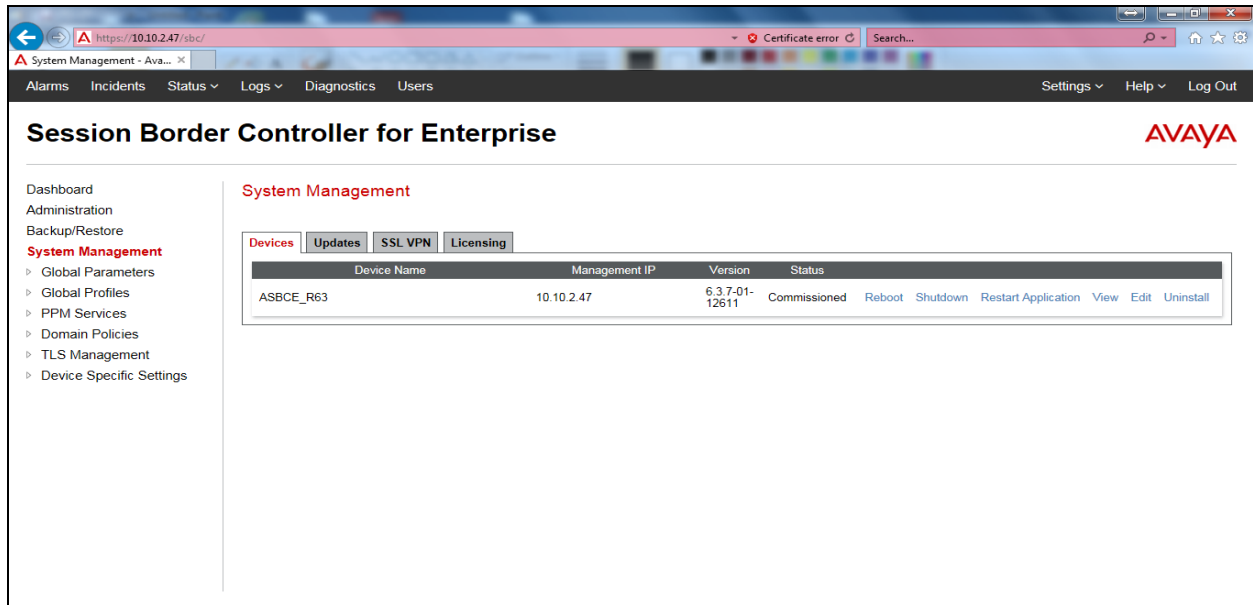 https://10.10.2.47/sbc/
Certificate error
Search...
System Management - Ava...
Alarms Incidents Status Logs Diagnostics Users Settings Help Log Out
Session Border Controller for Enterprise
AVAYA
Dashboard
Administration
Backup/Restore
System Management
Global Parameters
Global Profiles
PPM Services
Domain Policies
TLS Management
Device Specific Settings
System Management
Devices Updates SSL VPN Licensing
Device Name Management IP Version Status
ASBCE_R63 10.10.2.47 6.3.7-01-12611 Commissioned Reboot Shutdown Restart Application View Edit Uninstall